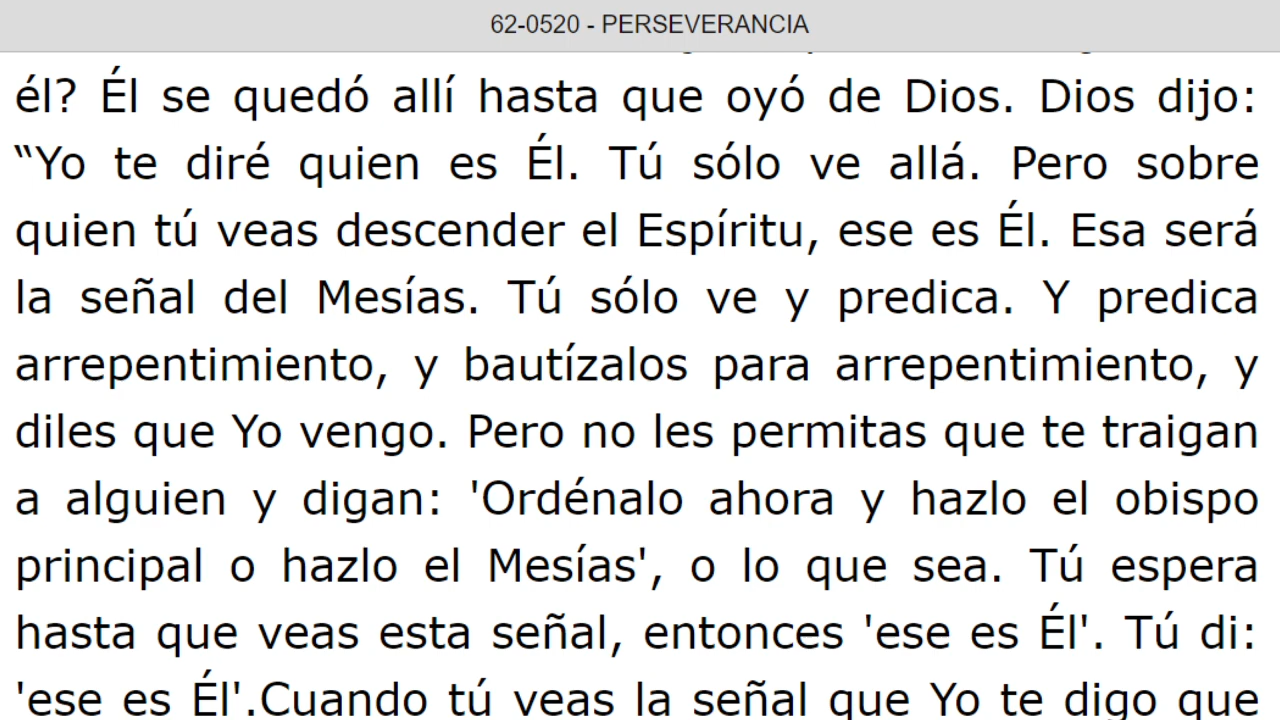 62-0520 - PERSEVERANCIA
él? Él se quedó allí hasta que oyó de Dios. Dios dijo:
“Yo te diré quien es Él. Tú sólo ve allá. Pero sobre
quien tú veas descender el Espíritu, ese es Él. Esa será
la señal del Mesías. Tú sólo ve y predica. Y predica
arrepentimiento, y bautízalos para arrepentimiento, y
diles que Yo vengo. Pero no les permitas que te traigan
a alguien y digan: 'Ordénalo ahora y hazlo el obispo
principal o hazlo el Mesías', o lo que sea. Tú espera
hasta que veas esta señal, entonces 'ese es Él'. Tú di:
'ese es Él'.Cuando tú veas la señal que Yo te digo que